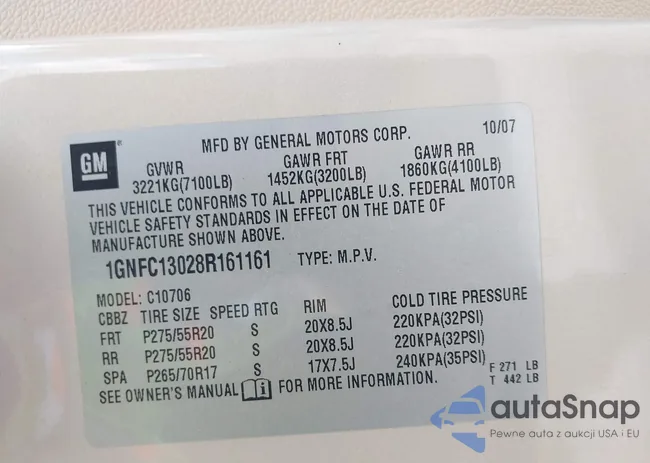 GM
MFD BY GENERAL MOTORS CORP. 10/07
GVWR GAWR FRT GAWR RR
3221KG(7100LB) 1452KG(3200LB) 1860KG(4100LB)
THIS VEHICLE CONFORMS TO ALL APPLICABLE U.S. FEDERAL MOTOR
VEHICLE SAFETY STANDARDS IN EFFECT ON THE DATE OF
MANUFACTURE SHOWN ABOVE.
1GNFC13028R161161 TYPE: M.P.V.
MODEL: C10706
CBBZ TIRE SIZE SPEED RTG RIM COLD TIRE PRESSURE
FRT P275/55R20 S 20X8.5J 220KPA(32PSI)
RR P275/55R20 S 20X8.5J 220KPA(32PSI)
SPA P265/70R17 S 17X7.5J 240KPA(35PSI)
F 271 LB
T 442 LB
SEE OWNER'S MANUAL FOR MORE INFORMATION.
autaSnap
Pewne auta z aukcji USA i EU